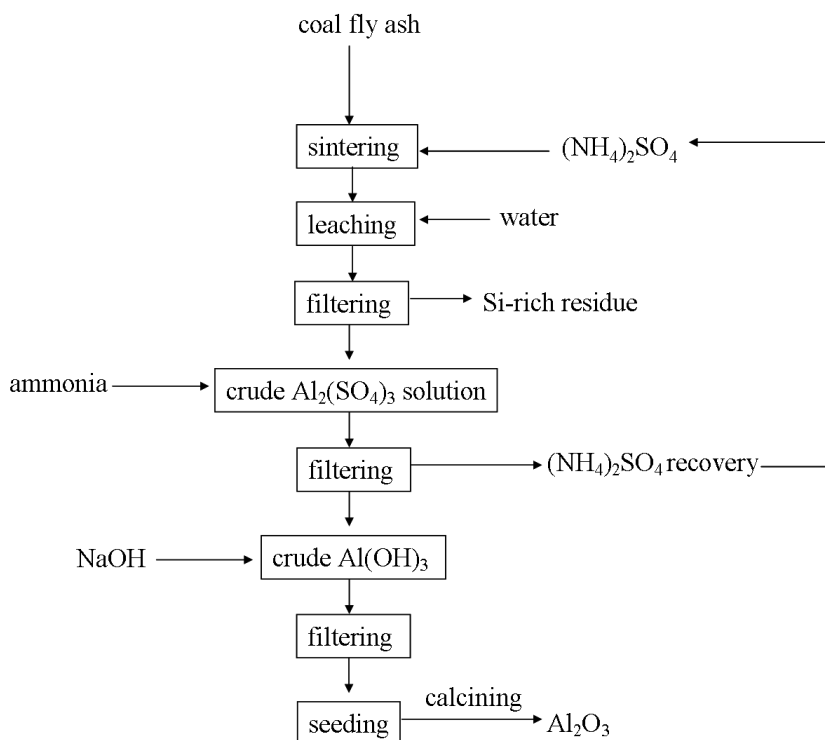 coal fly ash
sintering
(NH₄)₂SO₄
leaching
water
filtering
Si-rich residue
ammonia
crude Al₂(SO₄)₃ solution
filtering
(NH₄)₂SO₄ recovery
NaOH
crude Al(OH)₃
filtering
calcining
seeding
Al₂O₃